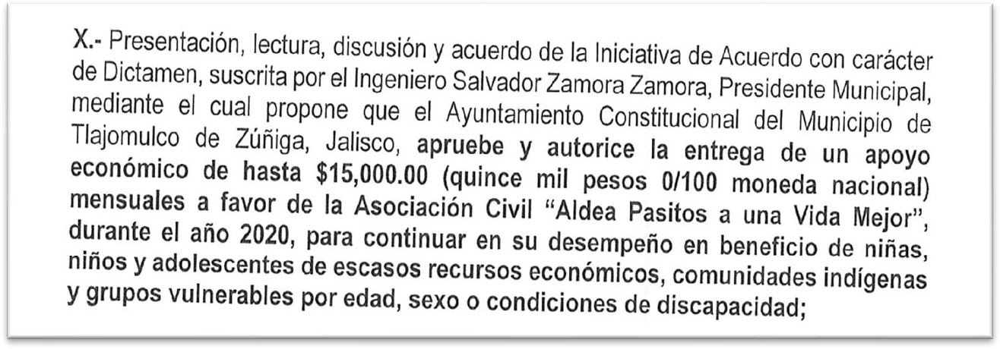 X.- Presentación, lectura, discusión y acuerdo de la Iniciativa de Acuerdo con carácter
de Dictamen, suscrita por el Ingeniero Salvador Zamora Zamora, Presidente Municipal,
mediante el cual propone que el Ayuntamiento Constitucional del Municipio de
Tlajomulco de Zúñiga, Jalisco, apruebe y autorice la entrega de un apoyo
económico de hasta $15,000.00 (quince mil pesos 0/100 moneda nacional)
mensuales a favor de la Asociación Civil “Aldea Pasitos a una Vida Mejor”,
durante el año 2020, para continuar en su desempeño en beneficio de niñas,
niños y adolescentes de escasos recursos económicos, comunidades indígenas
y grupos vulnerables por edad, sexo o condiciones de discapacidad;